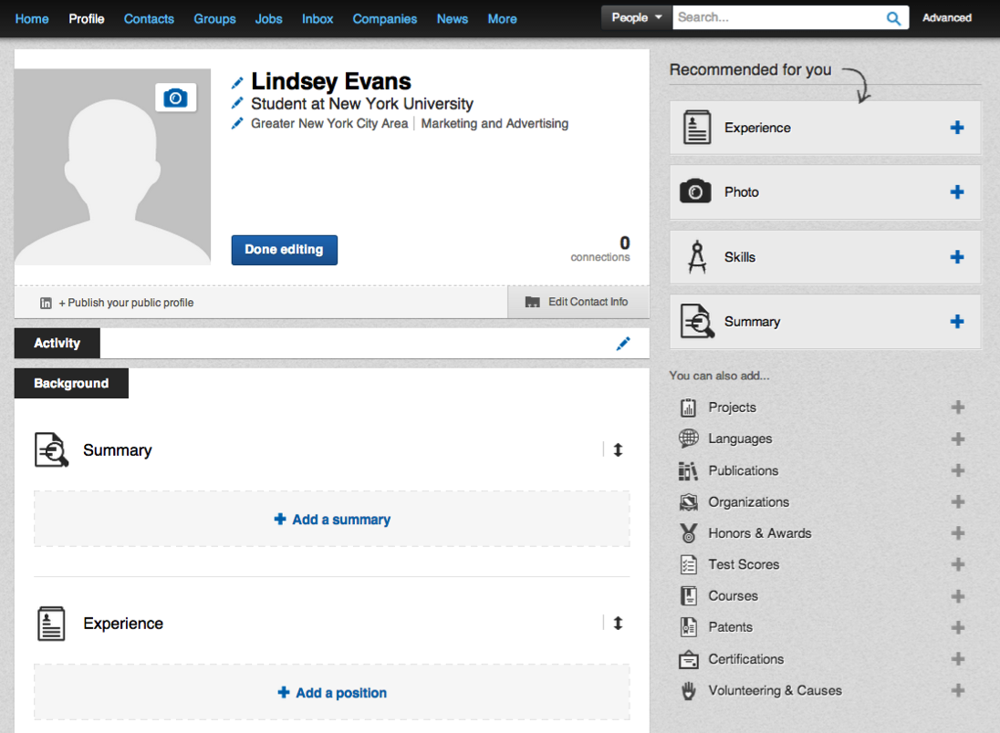 Home Profile Contacts Groups Jobs Inbox Companies News More People Search... Advanced
Lindsey Evans
Student at New York University
Greater New York City Area Marketing and Advertising
Done editing
0
connections
in + Publish your public profile
Edit Contact Info
Activity
Background
Summary
+ Add a summary
Experience
+ Add a position
Recommended for you
Experience
Photo
Skills
Summary
You can also add...
Projects
Languages
Publications
Organizations
Honors & Awards
Test Scores
Courses
Patents
Certifications
Volunteering & Causes